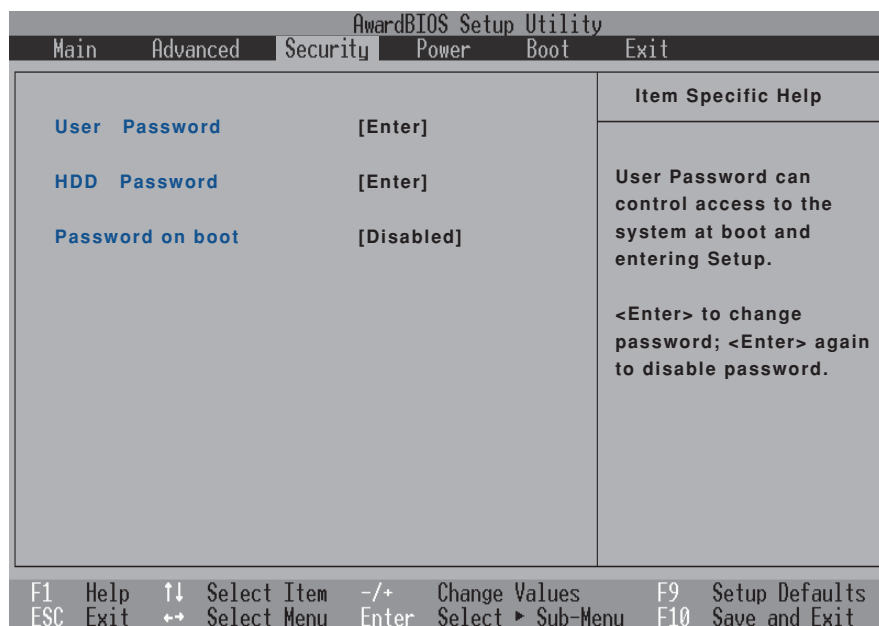 AwardBIOS Setup Utility
Main Advanced Security Power Boot Exit
Item Specific Help
User Password [Enter]
HDD Password [Enter]
Password on boot [Disabled]
User Password can
control access to the
system at boot and
entering Setup.
<Enter> to change
password; <Enter> again
to disable password.
F1 Help ↑↓ Select Item -/+ Change Values F9 Setup Defaults
ESC Exit ←→ Select Menu Enter Select ► Sub-Menu F10 Save and Exit